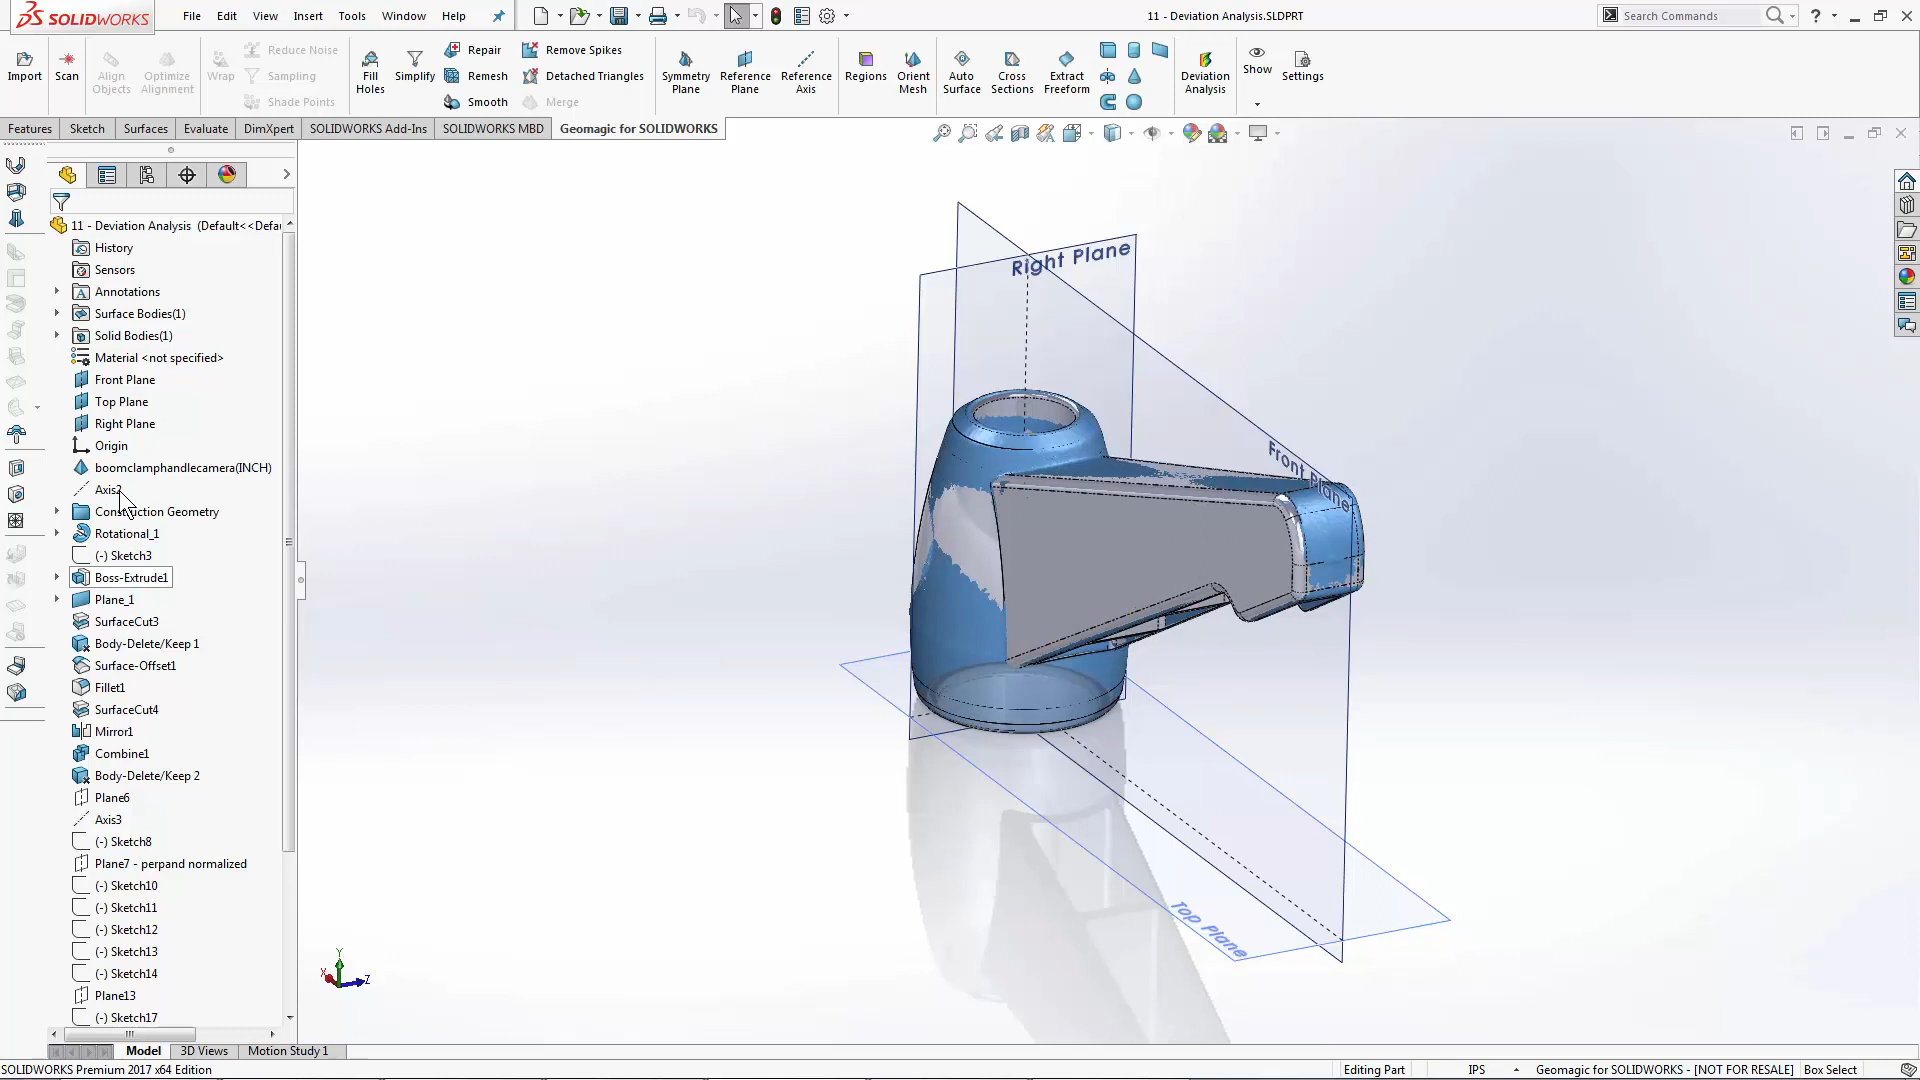 SOLIDWORKS
File Edit View Insert Tools Window Help
11 - Deviation Analysis.SLDPRT
Search Commands
Import
Scan
Align Objects
Optimize Alignment
Wrap
Reduce Noise
Sampling
Shade Points
Fill Holes
Simplify
Repair
Remesh
Smooth
Remove Spikes
Detached Triangles
Merge
Symmetry Plane
Reference Plane
Reference Axis
Regions
Orient Mesh
Auto Surface
Cross Sections
Extract Freeform
Deviation Analysis
Show
Settings
Features Sketch Surfaces Evaluate DimXpert SOLIDWORKS Add-Ins SOLIDWORKS MBD Geomagic for SOLIDWORKS
11 - Deviation Analysis (Default<<Defau
History
Sensors
Annotations
Surface Bodies(1)
Solid Bodies(1)
Material <not specified>
Front Plane
Top Plane
Right Plane
Origin
boomclamphandlecamera(INCH)
Axis2
Construction Geometry
Rotational_1
(-) Sketch3
Boss-Extrude1
Plane_1
SurfaceCut3
Body-Delete/Keep 1
Surface-Offset1
Fillet1
SurfaceCut4
Mirror1
Combine1
Body-Delete/Keep 2
Plane6
Axis3
(-) Sketch8
Plane7 - perpand normalized
(-) Sketch10
(-) Sketch11
(-) Sketch12
(-) Sketch13
(-) Sketch14
Plane13
(-) Sketch17
Right Plane
Front Plane
Top Plane
Y
X
Z
Model 3D Views Motion Study 1
SOLIDWORKS Premium 2017 x64 Edition
Editing Part
IPS
Geomagic for SOLIDWORKS - [NOT FOR RESALE]
Box Select